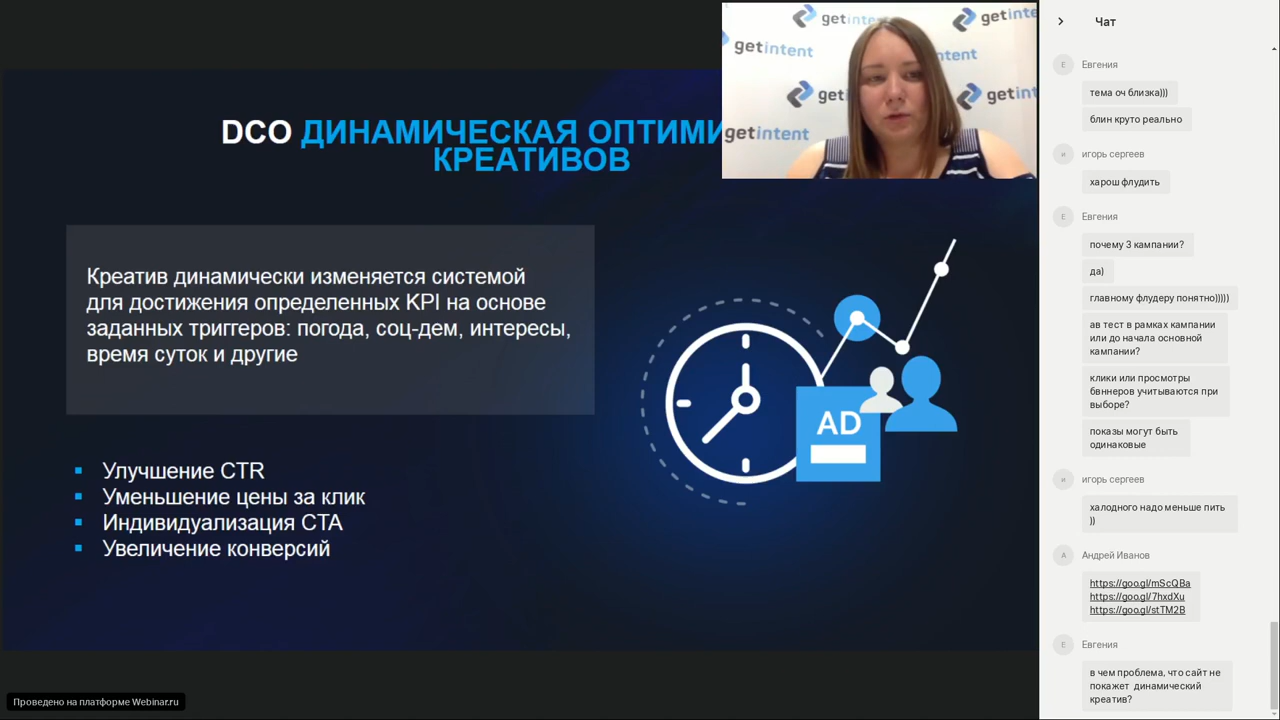 DCO ДИНАМИЧЕСКАЯ ОПТИМИ
КРЕАТИВОВ
Креатив динамически изменяется системой
для достижения определенных KPI на основе
заданных триггеров: погода, соц-дем, интересы,
время суток и другие
Улучшение CTR
Уменьшение цены за клик
Индивидуализация CTA
Увеличение конверсий
AD
getintent
getinte
getintent
intent
geti
getint
getintent
Проведено на платформе Webinar.ru
Чат
Е Евгения
тема оч близка)))
блин круто реально
и игорь сергеев
харош флудить
Е Евгения
почему 3 кампании?
да)
главному флудеру понятно)))))
ав тест в рамках кампании
или до начала основной
кампании?
клики или просмотры
бвннеров учитываются при
выборе?
показы могут быть
одинаковые
и игорь сергеев
халодного надо меньше пить
))
А Андрей Иванов
https://goo.gl/mScQBa
https://goo.gl/7hxdXu
https://goo.gl/stTM2B
Е Евгения
в чем проблема, что сайт не
покажет динамический
креатив?